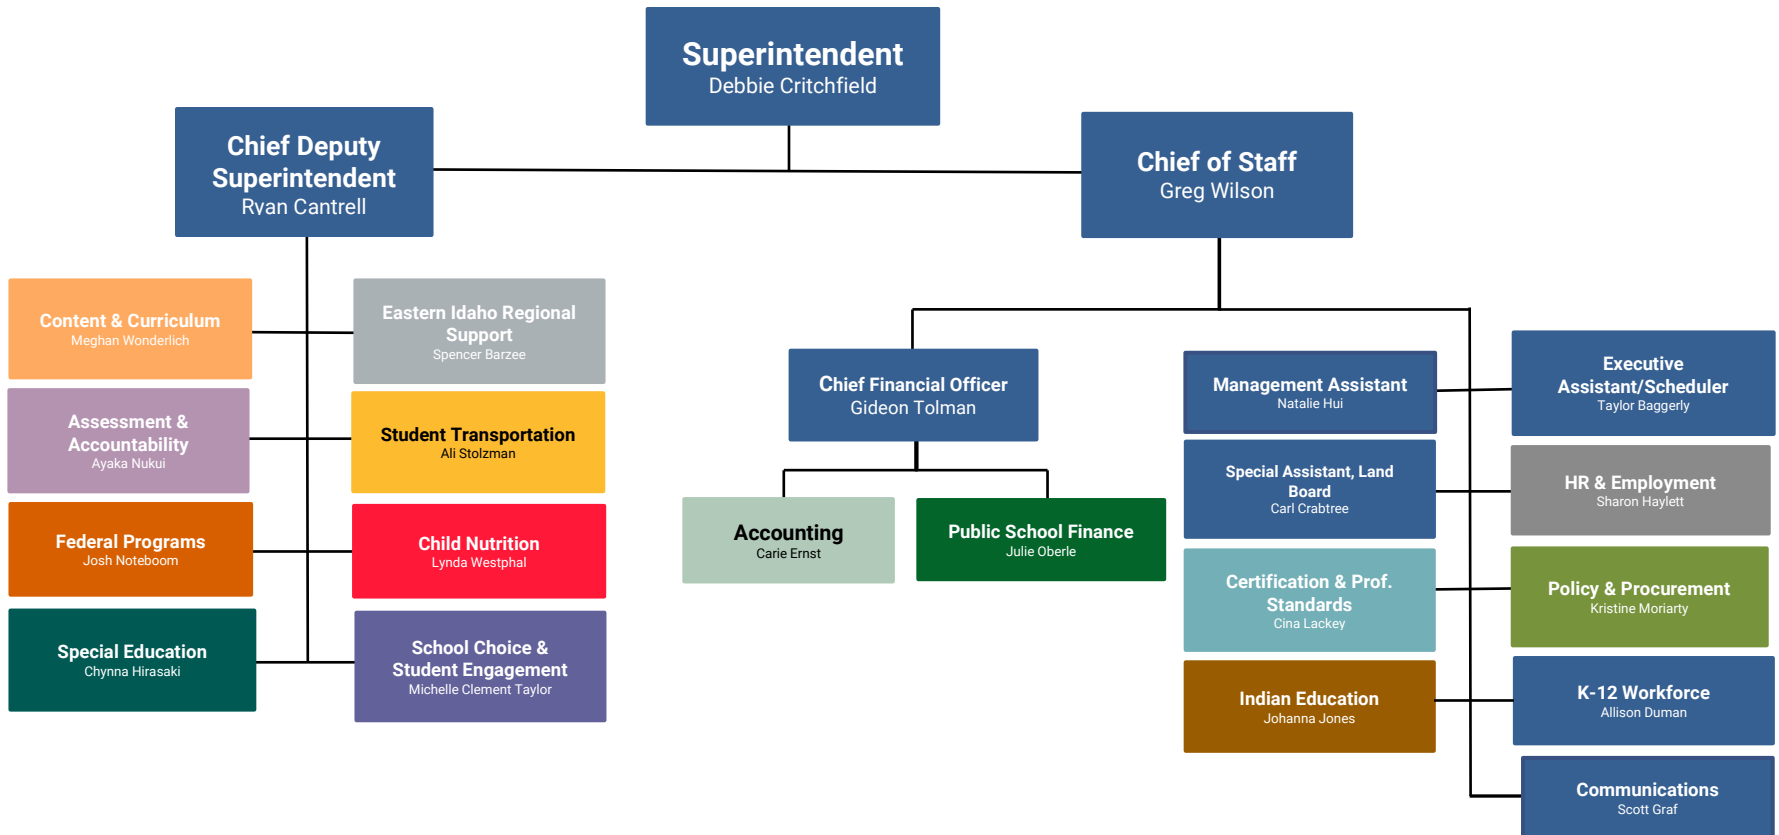 Superintendent
Debbie Critchfield
Chief Deputy
Superintendent
Ryan Cantrell
Chief of Staff
Greg Wilson
Content & Curriculum
Meghan Wonderlich
Eastern Idaho Regional
Support
Spencer Barzee
Assessment &
Accountability
Ayaka Nukui
Student Transportation
Ali Stolzman
Federal Programs
Josh Noteboom
Child Nutrition
Lynda Westphal
Special Education
Chynna Hirasaki
School Choice &
Student Engagement
Michelle Clement Taylor
Chief Financial Officer
Gideon Tolman
Accounting
Carie Ernst
Public School Finance
Julie Oberle
Management Assistant
Natalie Hui
Executive
Assistant/Scheduler
Taylor Baggerly
Special Assistant, Land
Board
Carl Crabtree
HR & Employment
Sharon Haylett
Certification & Prof.
Standards
Cina Lackey
Policy & Procurement
Kristine Moriarty
Indian Education
Johanna Jones
K-12 Workforce
Allison Duman
Communications
Scott Graf